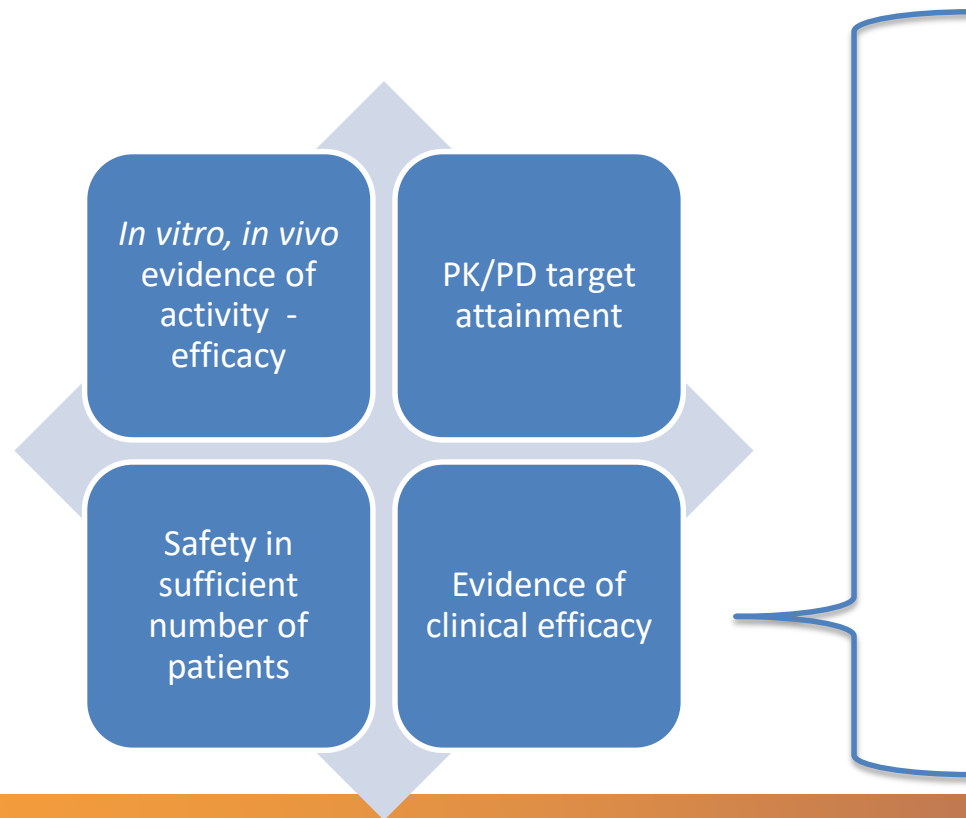 In vitro, in vivo
evidence of
activity -
efficacy
PK/PD target
attainment
Safety in
sufficient
number of
patients
Evidence of
clinical efficacy